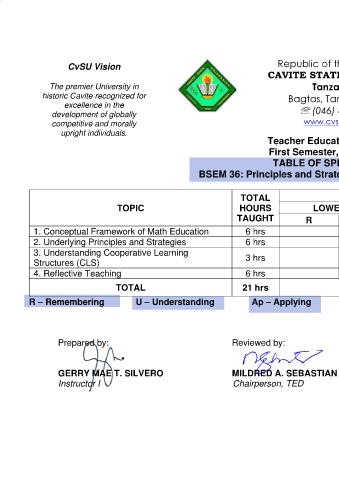 CvSU Vision
The premier University in
historic Cavite recognized for
excellence in the
development of globally
competitive and morally
upright individuals.
Republic of th
CAVITE STAT
Tanza
Bagtas, Tan
☏ (046)
www.cvs
Teacher Educat
First Semester,
TABLE OF SPE
BSEM 36: Principles and Strate
TOPIC
TOTAL
HOURS
TAUGHT
LOWE
R
1. Conceptual Framework of Math Education 6 hrs
2. Underlying Principles and Strategies 6 hrs
3. Understanding Cooperative Learning
Structures (CLS) 3 hrs
4. Reflective Teaching 6 hrs
TOTAL 21 hrs
R – Remembering U – Understanding Ap – Applying
Prepared by: Reviewed by:
GERRY MAE T. SILVERO MILDRED A. SEBASTIAN
Instructor I Chairperson, TED